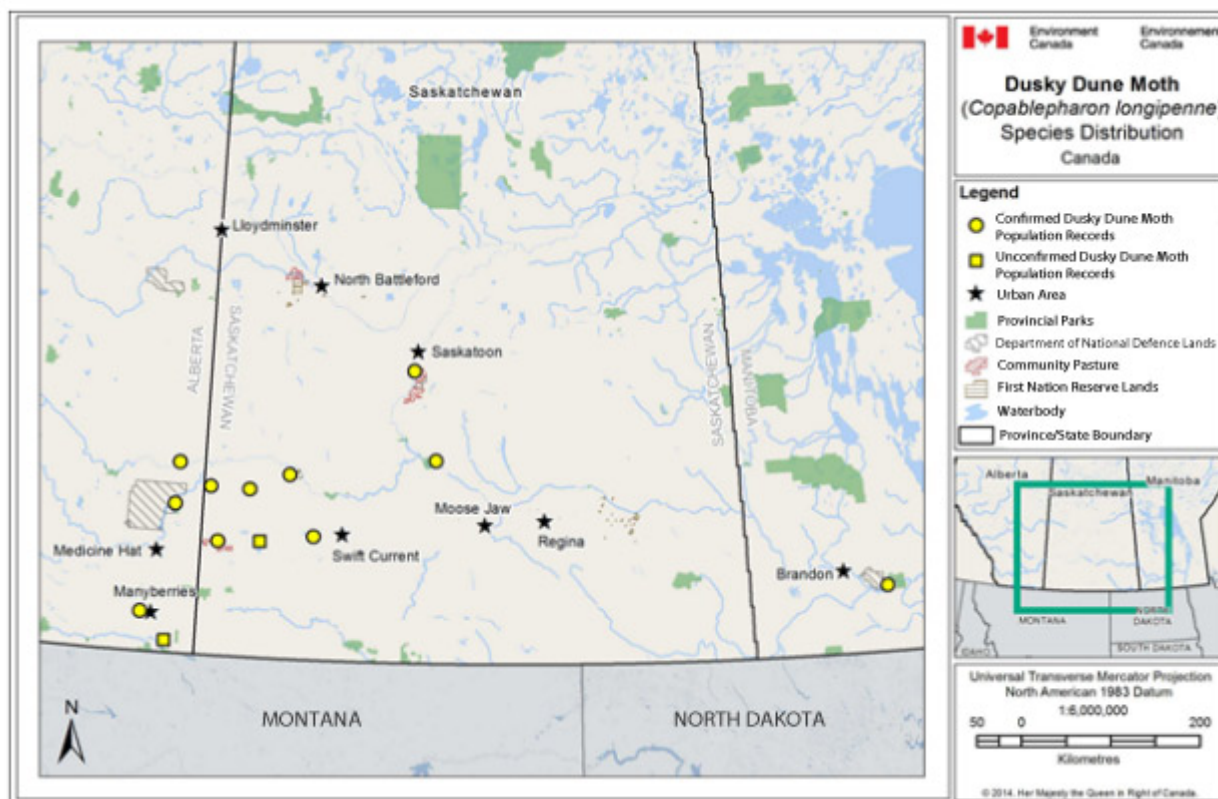 Saskatchewan
Lloydminster
North Battleford
ALBERTA
SASKATCHEWAN
Saskatoon
SASKATCHEWAN
MANITOBA
Moose Jaw
Regina
Medicine Hat
Swift Current
Brandon
Manyberries
N
MONTANA
NORTH DAKOTA
Environment Environnement
Canada Canada
Dusky Dune Moth
(Copablepharon longipenne
Species Distribution
Canada
Legend
Confirmed Dusky Dune Moth
Population Records
Unconfirmed Dusky Dune Moth
Population Records
Urban Area
Provincial Parks
Department of National Defence Lands
Community Pasture
First Nation Reserve Lands
Waterbody
Province/State Boundary
Alberta
Saskatchewan
Manitoba
MONTANA
NORTH
DAKOTA
IDAHO
SOUTH DAKOTA
Universal Transverse Mercator Projection
North American 1983 Datum
1:6,000,000
50 0 200
Kilometres
© 2014. Her Majesty the Queen in Right of Canada.